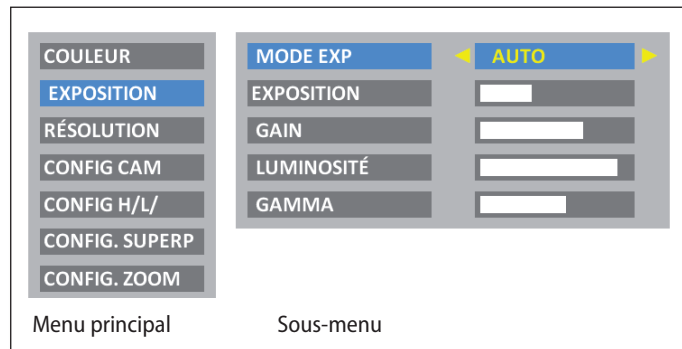 COULEUR
EXPOSITION
RÉSOLUTION
CONFIG CAM
CONFIG H/L/
CONFIG. SUPERP
CONFIG. ZOOM
MODE EXP
AUTO
EXPOSITION
GAIN
LUMINOSITÉ
GAMMA
Menu principal
Sous-menu